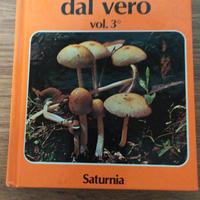 dal vero
vol. 3°
Saturnia